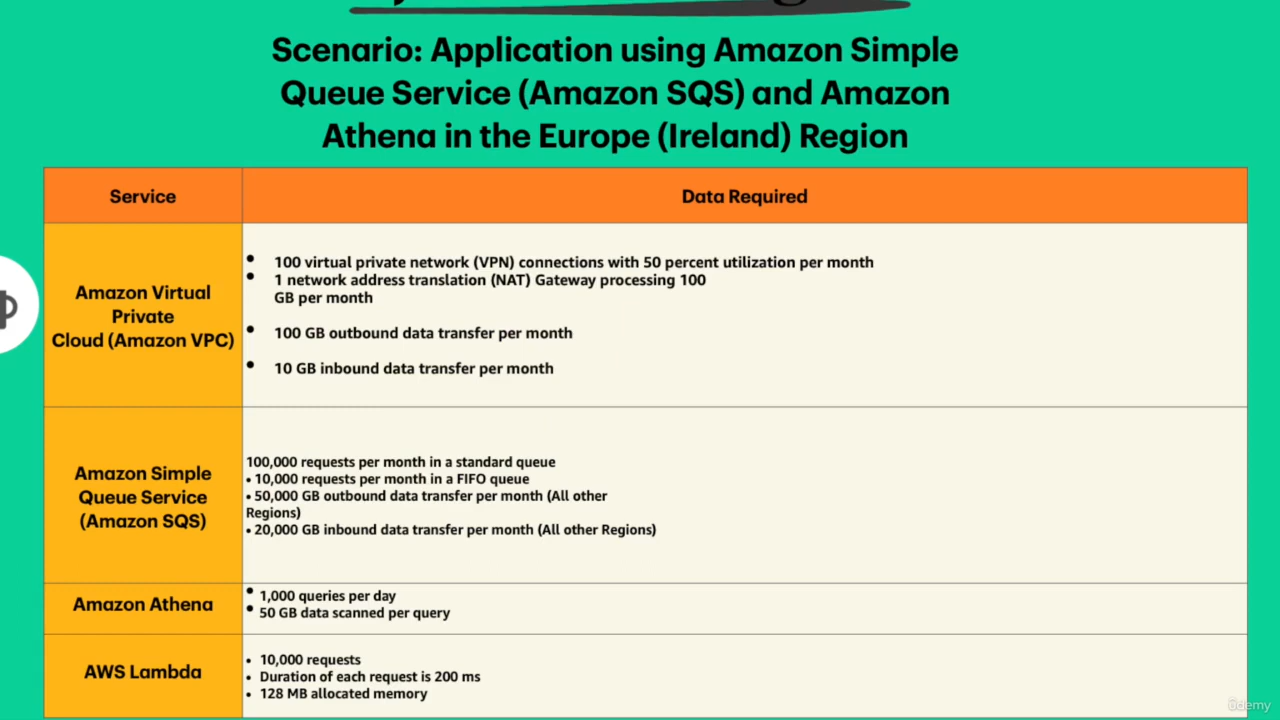 Scenario: Application using Amazon Simple
Queue Service (Amazon SQS) and Amazon
Athena in the Europe (Ireland) Region
Service
Data Required
Amazon Virtual
Private
Cloud (Amazon VPC)
• 100 virtual private network (VPN) connections with 50 percent utilization per month
• 1 network address translation (NAT) Gateway processing 100
GB per month
• 100 GB outbound data transfer per month
• 10 GB inbound data transfer per month
Amazon Simple
Queue Service
(Amazon SQS)
100,000 requests per month in a standard queue
• 10,000 requests per month in a FIFO queue
• 50,000 GB outbound data transfer per month (All other
Regions)
• 20,000 GB inbound data transfer per month (All other Regions)
Amazon Athena
• 1,000 queries per day
• 50 GB data scanned per query
AWS Lambda
• 10,000 requests
• Duration of each request is 200 ms
• 128 MB allocated memory
ûdemy